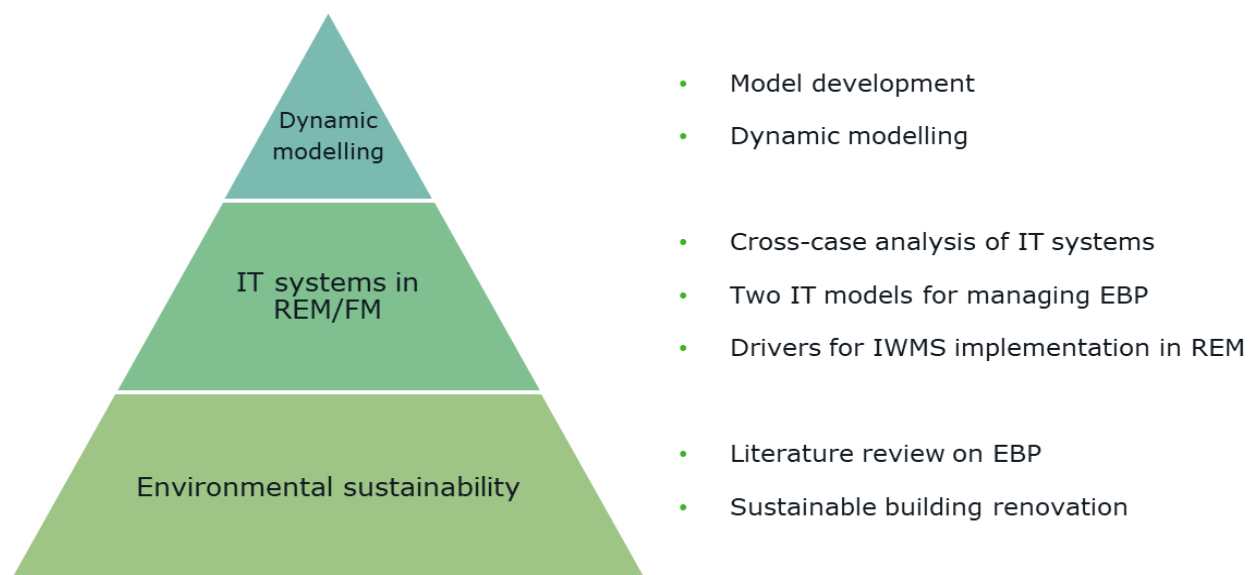 Dynamic
modelling
• Model development
• Dynamic modelling
IT systems in
REM/FM
• Cross-case analysis of IT systems
• Two IT models for managing EBP
• Drivers for IWMS implementation in REM
Environmental sustainability
• Literature review on EBP
• Sustainable building renovation